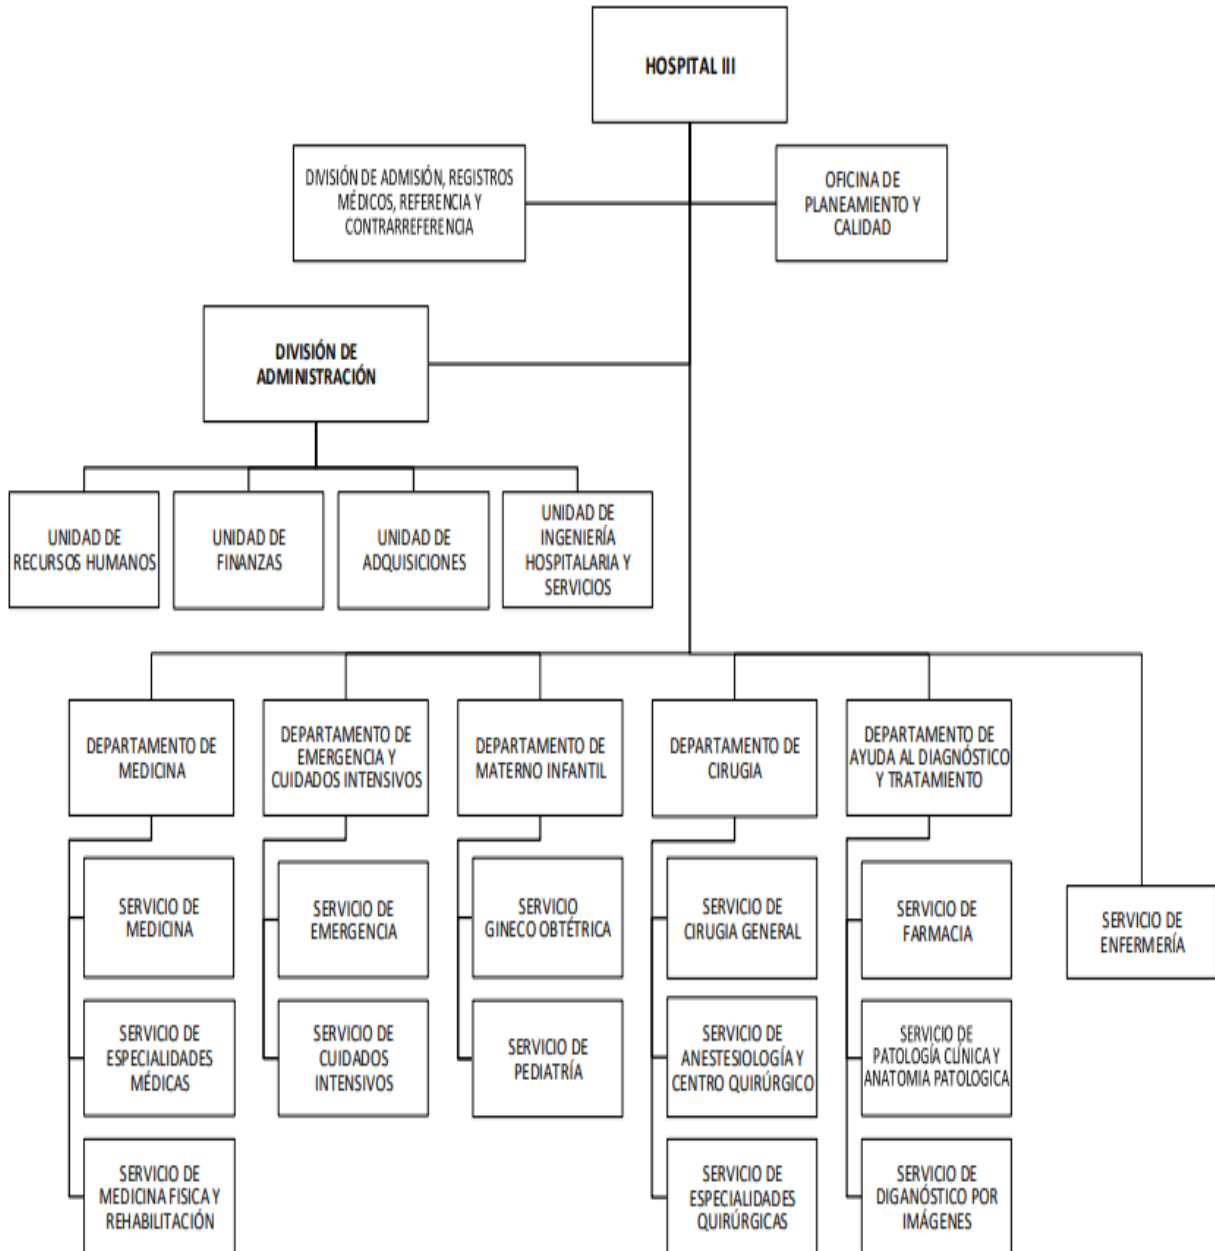 HOSPITAL III
DIVISIÓN DE ADMISIÓN, REGISTROS
MÉDICOS, REFERENCIA Y
CONTRARREFERENCIA
OFICINA DE
PLANEAMIENTO Y
CALIDAD
DIVISIÓN DE
ADMINISTRACIÓN
UNIDAD DE
RECURSOS HUMANOS
UNIDAD DE
FINANZAS
UNIDAD DE
ADQUISICIONES
UNIDAD DE
INGENIERÍA
HOSPITALARIA Y
SERVICIOS
DEPARTAMENTO DE
MEDICINA
DEPARTAMENTO DE
EMERGENCIA Y
CUIDADOS INTENSIVOS
DEPARTAMENTO DE
MATERNO INFANTIL
DEPARTAMENTO DE
CIRUGIA
DEPARTAMENTO DE
AYUDA AL DIAGNÓSTICO
Y TRATAMIENTO
SERVICIO DE
MEDICINA
SERVICIO DE
EMERGENCIA
SERVICIO
GINECO OBTÉTRICA
SERVICIO DE
CIRUGIA GENERAL
SERVICIO DE
FARMACIA
SERVICIO DE
ENFERMERÍA
SERVICIO DE
ESPECIALIDADES
MÉDICAS
SERVICIO DE
CUIDADOS
INTENSIVOS
SERVICIO DE
PEDIATRÍA
SERVICIO DE
ANESTESIOLOGÍA Y
CENTRO QUIRÚRGICO
SERVICIO DE
PATOLOGÍA CLÍNICA Y
ANATOMIA PATOLOGICA
SERVICIO DE
MEDICINA FISICA Y
REHABILITACIÓN
SERVICIO DE
ESPECIALIDADES
QUIRÚRGICAS
SERVICIO DE
DIGANÓSTICO POR
IMÁGENES